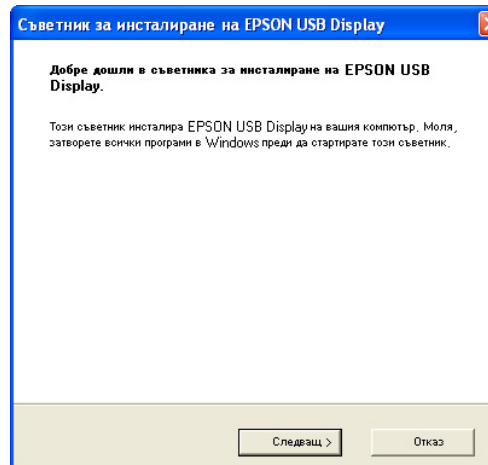 Съветник за инсталиране на EPSON USB Display
Добре дошли в съветника за инсталиране на EPSON USB
Display.
Този съветник инсталира EPSON USB Display на вашия компютър. Моля,
затворете всички програми в Windows преди да стартирате този съветник.
Следващ >
Отказ